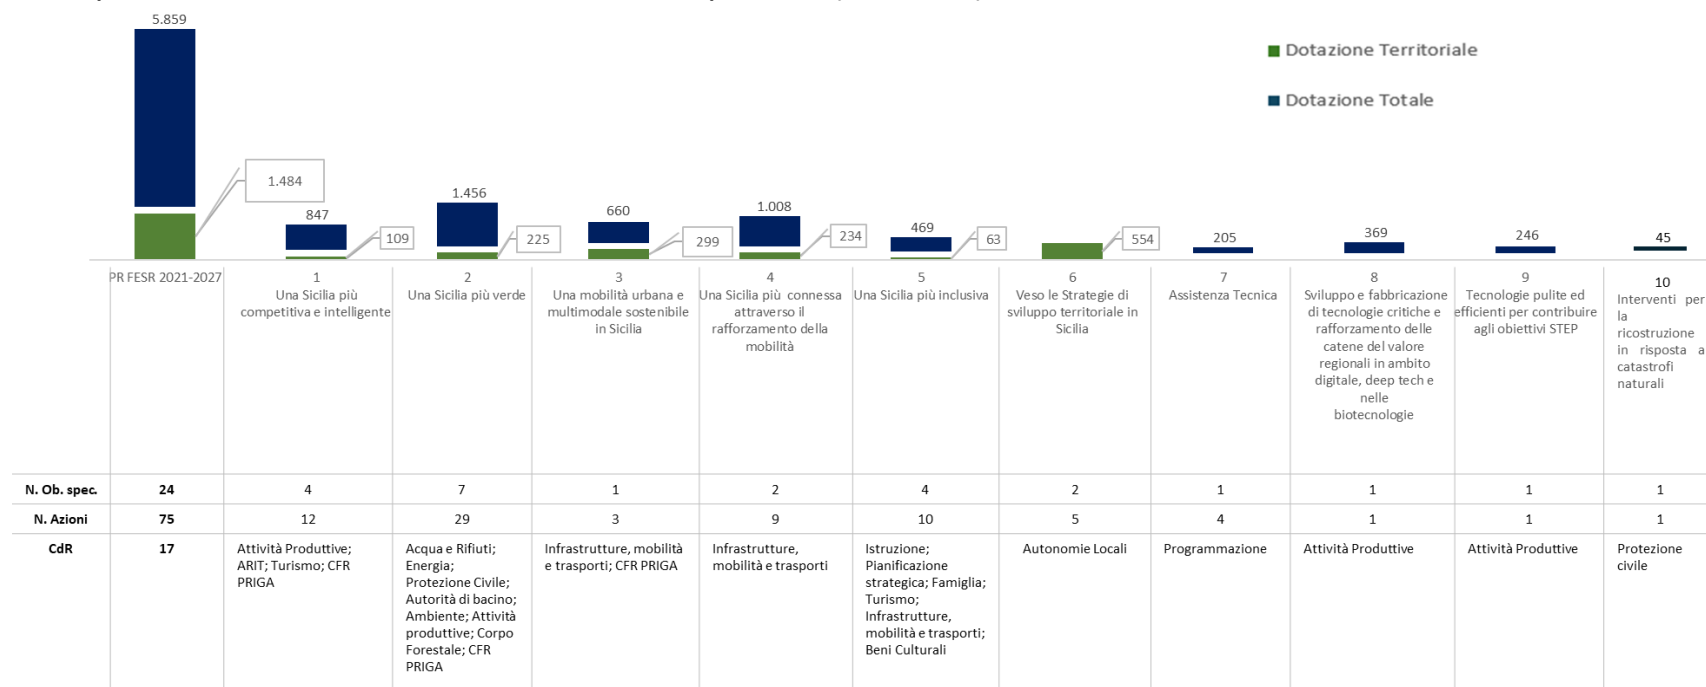 5.859
Dotazione Territoriale
Dotazione Totale
1.484
847
109
1.456
225
660
299
1.008
234
469
63
554
205
369
246
45
PR FESR 2021-2027
1
Una Sicilia più
competitiva e intelligente
2
Una Sicilia più verde
3
Una mobilità urbana e
multimodale sostenibile
in Sicilia
4
Una Sicilia più connessa
attraverso il
rafforzamento della
mobilità
5
Una Sicilia più inclusiva
6
Veso le Strategie di
sviluppo territoriale in
Sicilia
7
Assistenza Tecnica
8
Sviluppo e fabbricazione
di tecnologie critiche e
rafforzamento delle
catene del valore
regionali in ambito
digitale, deep tech e
nelle
biotecnologie
9
Tecnologie pulite ed
efficienti per contribuire
agli obiettivi STEP
10
Interventi per
la
ricostruzione
in risposta a
catastrofi
naturali
N. Ob. spec. 24 4 7 1 2 4 2 1 1 1 1
N. Azioni 75 12 29 3 9 10 5 4 1 1 1
CdR 17
Attività Produttive;
ARIT; Turismo; CFR
PRIGA
Acqua e Rifiuti;
Energia;
Protezione Civile;
Autorità di bacino;
Ambiente; Attività
produttive; Corpo
Forestale; CFR
PRIGA
Infrastrutture, mobilità
e trasporti; CFR PRIGA
Infrastrutture,
mobilità e trasporti
Istruzione;
Pianificazione
strategica; Famiglia;
Turismo;
Infrastrutture,
mobilità e trasporti;
Beni Culturali
Autonomie Locali
Programmazione
Attività Produttive
Attività Produttive
Protezione
civile